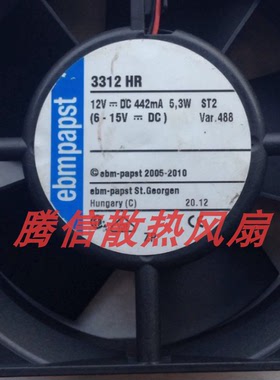 ebmpapst
3312 HR
12V ⎓ DC 442mA 5,3W ST2
(6 - 15V ⎓ DC) Var.488
©ebm-papst 2005-2010
ebm-papst St.Georgen
Hungary (C) 20.12
腾信散热风扇